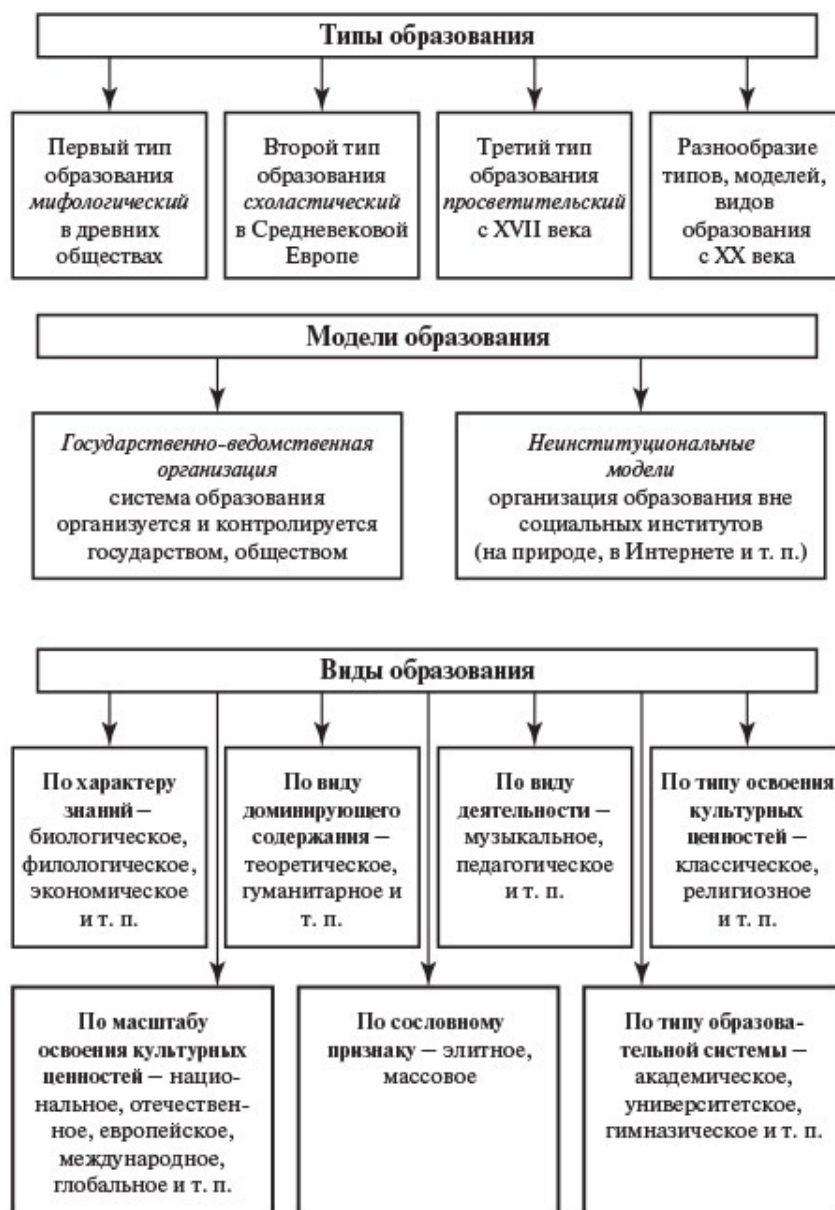 Типы образования
Первый тип
образования
мифологический
в древних
обществах
Второй тип
образования
схоластический
в Средневековой
Европе
Третий тип
образования
просветительский
с XVII века
Разнообразие
типов, моделей,
видов
образования
с XX века
Модели образования
Государственно-ведомственная
организация
система образования
организуется и контролируется
государством, обществом
Неинституциональные
модели
организация образования вне
социальных институтов
(на природе, в Интернете и т. п.)
Виды образования
По характеру
знаний –
биологическое,
филологическое,
экономическое
и т. п.
По виду
доминирующего
содержания –
теоретическое,
гуманитарное и
т. п.
По виду
деятельности –
музыкальное,
педагогическое
и т. п.
По типу освоения
культурных
ценностей –
классическое,
религиозное
и т. п.
По масштабу
освоения культурных
ценностей – нацио-
нальное, отечествен-
ное, европейское,
международное,
глобальное и т. п.
По сословному
признаку – элитное,
массовое
По типу образова-
тельной системы –
академическое,
университетское,
гимназическое и т. п.